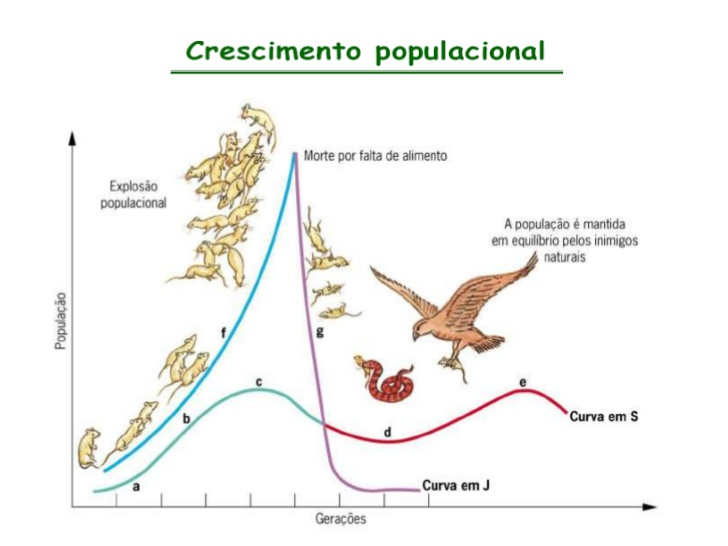 Crescimento populacional
Morte por falta de alimento
Explosão
populacional
A população é mantida
em equilíbrio pelos inimigos
naturais
População
f
g
c
e
b
Curva em S
d
a
Curva em J
Gerações